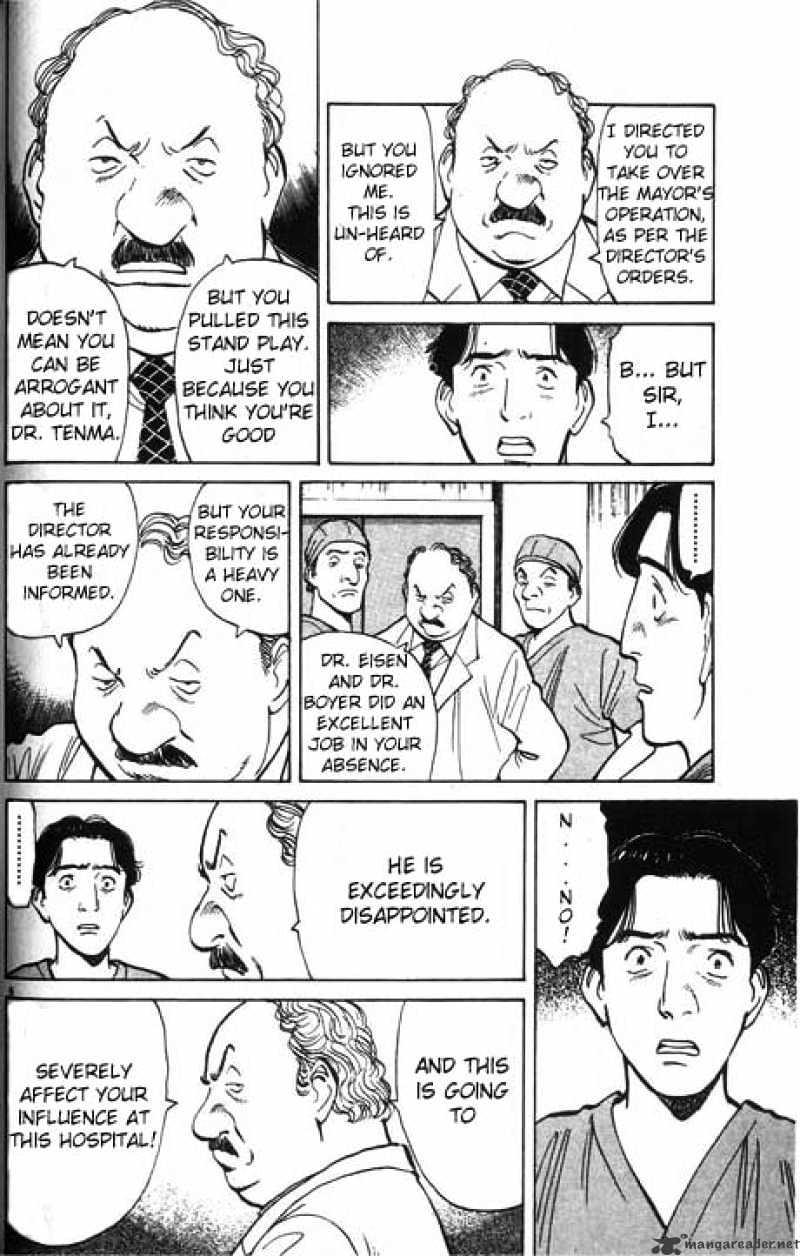 I DIRECTED
YOU TO
TAKE OVER
THE MAYOR'S
OPERATION,
AS PER THE
DIRECTOR'S
ORDERS.
BUT YOU
IGNORED
ME.
THIS IS
UN-HEARD
OF.
B... BUT
SIR,
I...
BUT YOU
PULLED THIS
STAND PLAY.
JUST
BECAUSE YOU
THINK YOU'RE
GOOD
DOESN'T
MEAN YOU
CAN BE
ARROGANT
ABOUT IT,
DR. TENMA.
.........
DR. EISEN
AND DR.
BOYER DID AN
EXCELLENT
JOB IN YOUR
ABSENCE.
BUT YOUR
RESPONSI-
BILITY IS
A HEAVY
ONE.
THE
DIRECTOR
HAS ALREADY
BEEN
INFORMED.
N...NO!
HE IS
EXCEEDINGLY
DISAPPOINTED.
.........
AND THIS
IS GOING
TO
SEVERELY
AFFECT YOUR
INFLUENCE AT
THIS HOSPITAL!
mangareader.net